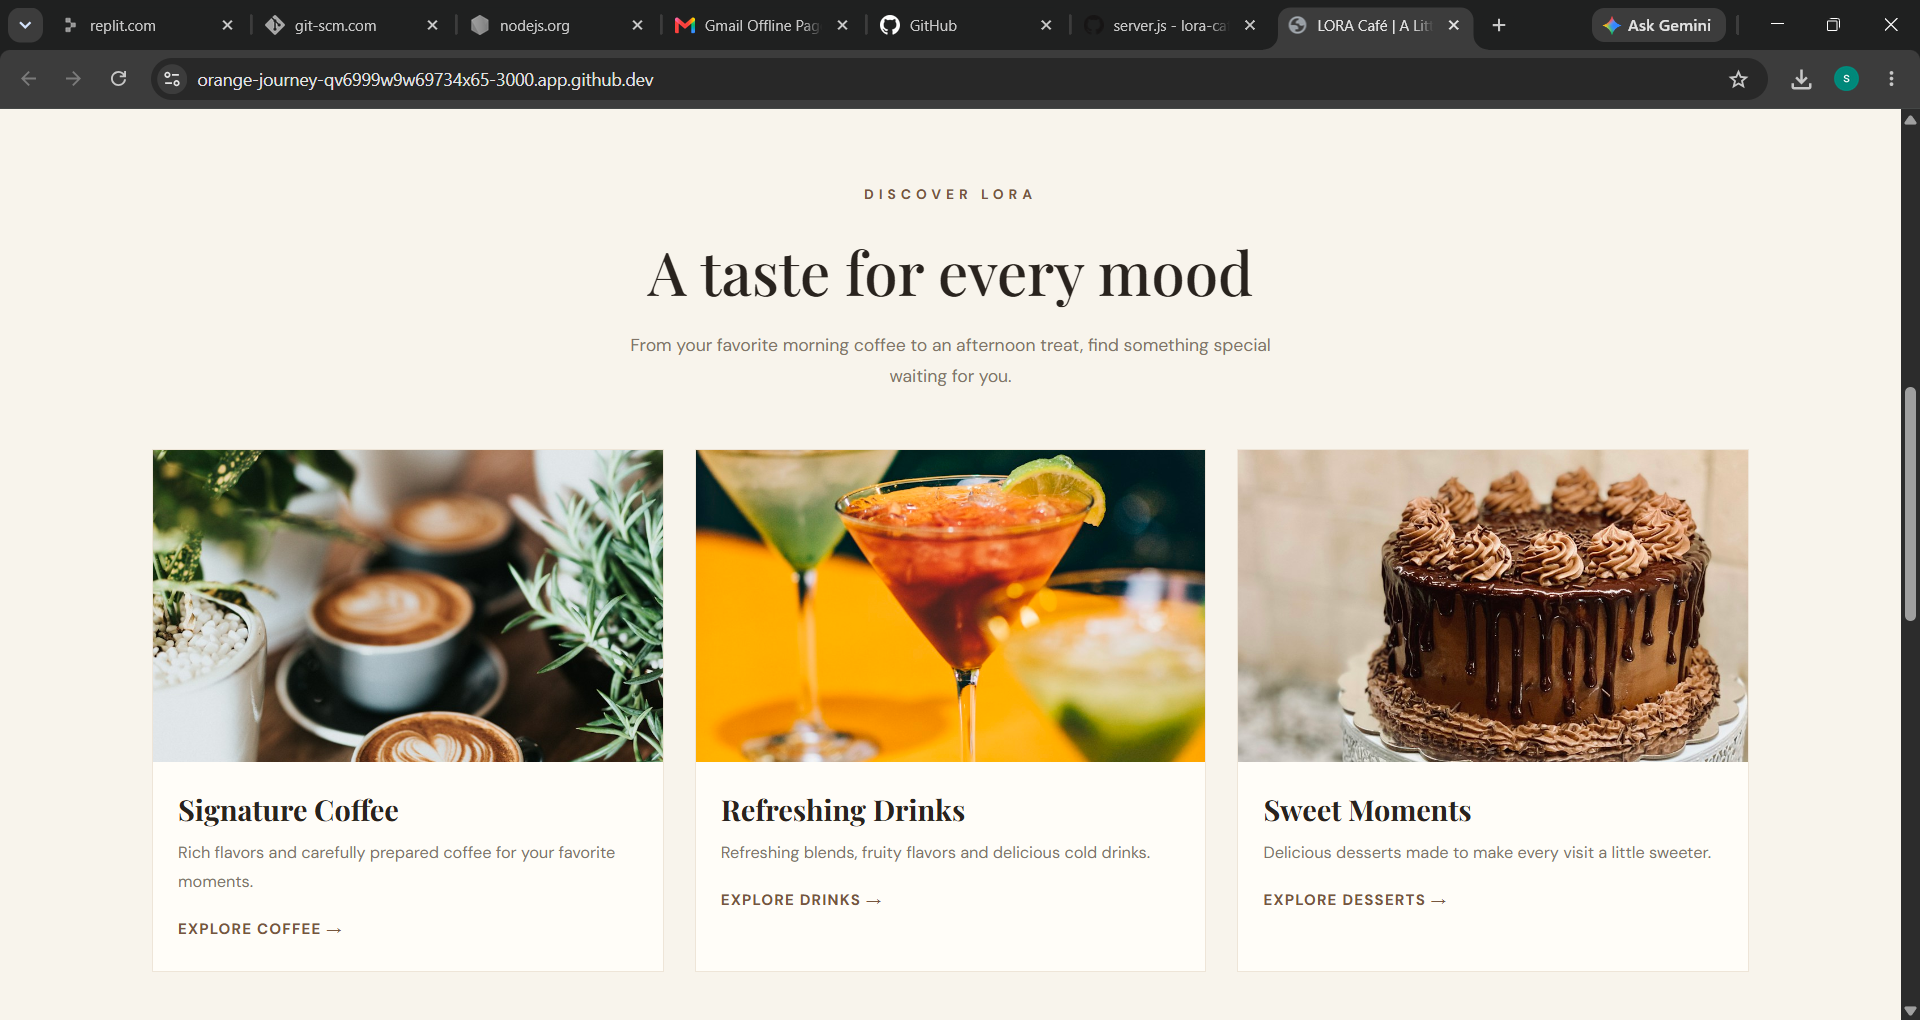 replit.com
git-scm.com
nodejs.org
Gmail Offline Pag
GitHub
server.js - lora-ca
LORA Café | A Lit
Ask Gemini
orange-journey-qv6999w9w69734x65-3000.app.github.dev
S
DISCOVER LORA
A taste for every mood
From your favorite morning coffee to an afternoon treat, find something special
waiting for you.
Signature Coffee
Rich flavors and carefully prepared coffee for your favorite
moments.
EXPLORE COFFEE →
Refreshing Drinks
Refreshing blends, fruity flavors and delicious cold drinks.
EXPLORE DRINKS →
Sweet Moments
Delicious desserts made to make every visit a little sweeter.
EXPLORE DESSERTS →